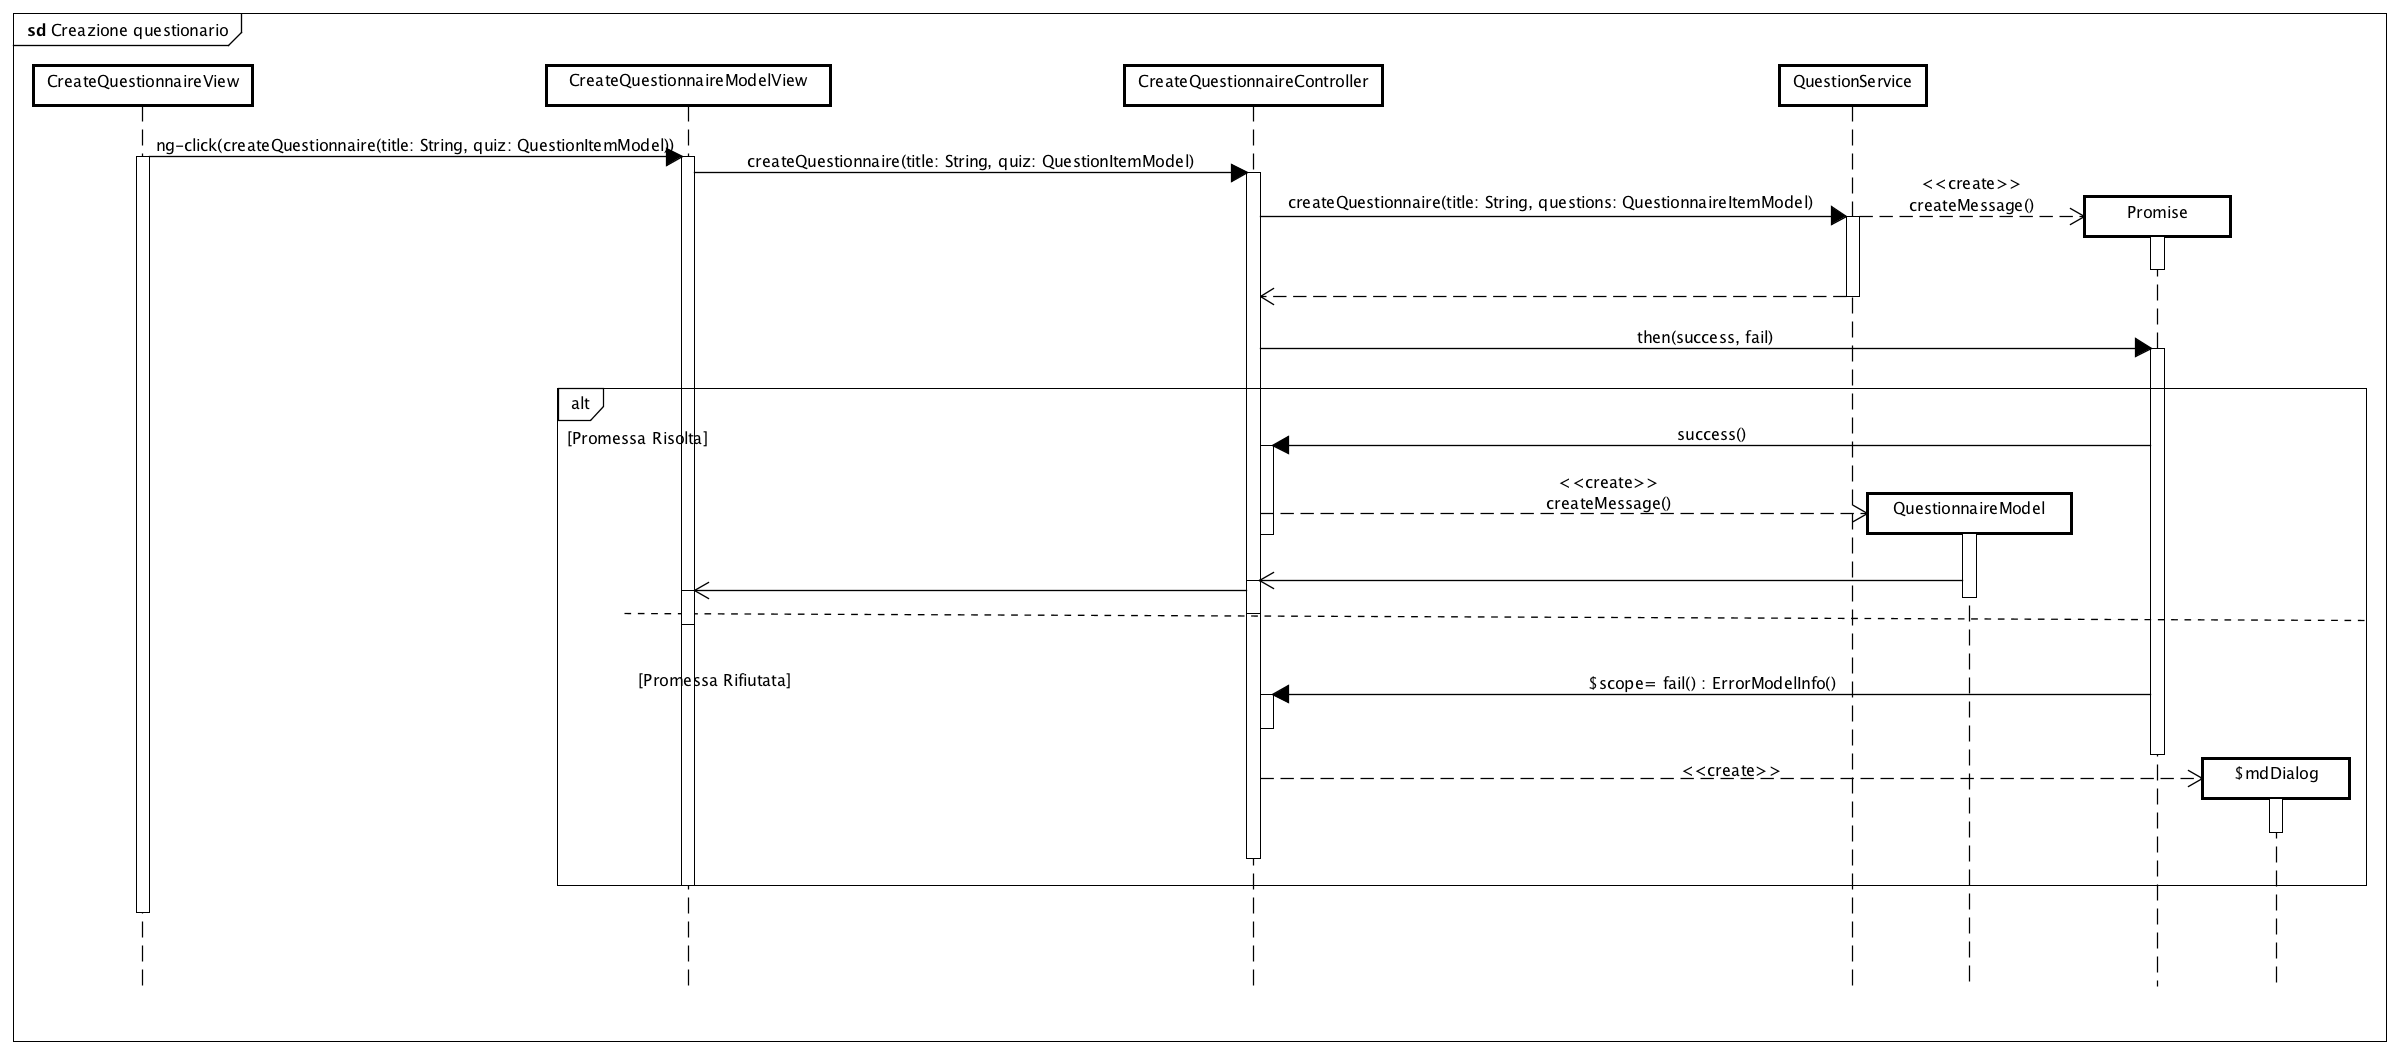 sd Creazione questionario
CreateQuestionnaireView
CreateQuestionnaireModelView
CreateQuestionnaireController
QuestionService
ng-click(createQuestionnaire(title: String, quiz: QuestionItemModel))
createQuestionnaire(title: String, quiz: QuestionItemModel)
<<create>>
createQuestionnaire(title: String, questions: QuestionnaireItemModel)
createMessage()
Promise
then(success, fail)
alt
[Promessa Risolta]
success()
<<create>>
createMessage()
QuestionnaireModel
[Promessa Rifiutata]
$scope= fail() : ErrorModelInfo()
<<create>>
$mdDialog